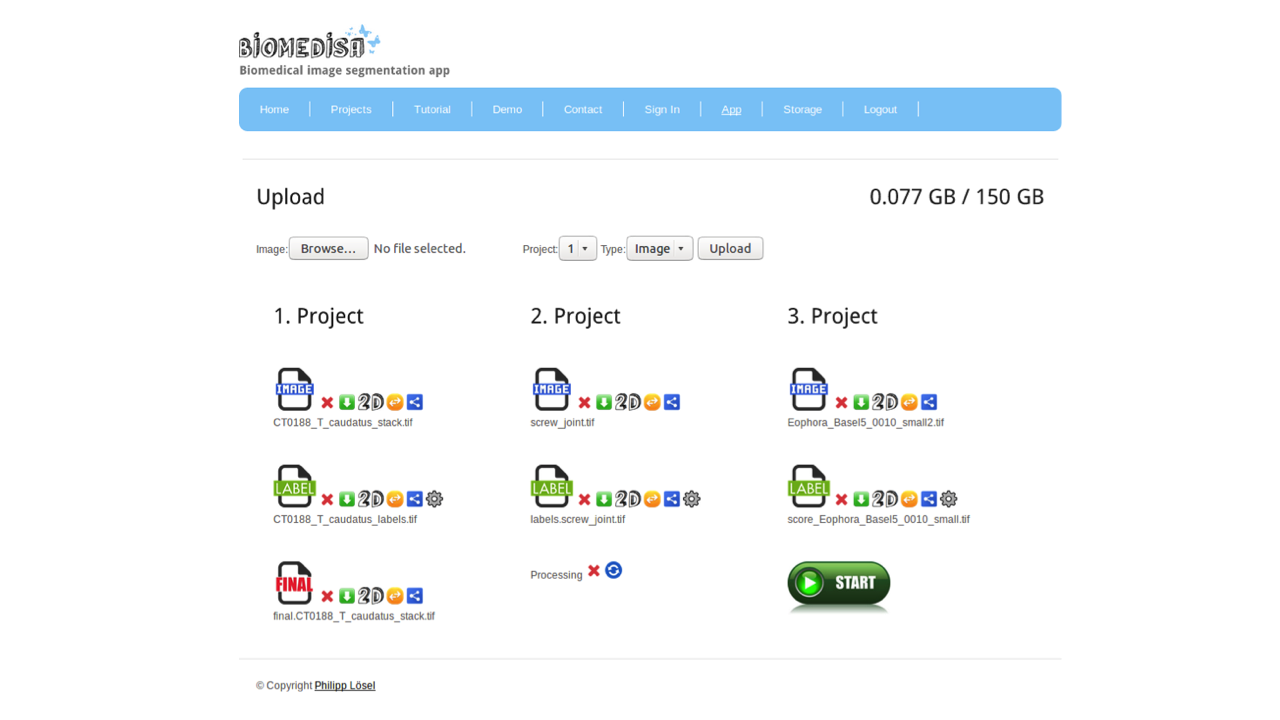 BIOMEDISA
Biomedical image segmentation app
Home Projects Tutorial Demo Contact Sign In App Storage Logout
Upload 0.077 GB / 150 GB
Image: Browse... No file selected. Project: 1 Type: Image Upload
1. Project 2. Project 3. Project
IMAGE 2D IMAGE 2D IMAGE 2D
CT0188_T_caudatus_stack.tif screw_joint.tif Eophora_Basel5_0010_small2.tif
LABEL 2D LABEL 2D LABEL 2D
CT0188_T_caudatus_labels.tif labels.screw_joint.tif score_Eophora_Basel5_0010_small.tif
FINAL 2D Processing START
final.CT0188_T_caudatus_stack.tif
© Copyright Philipp Lösel